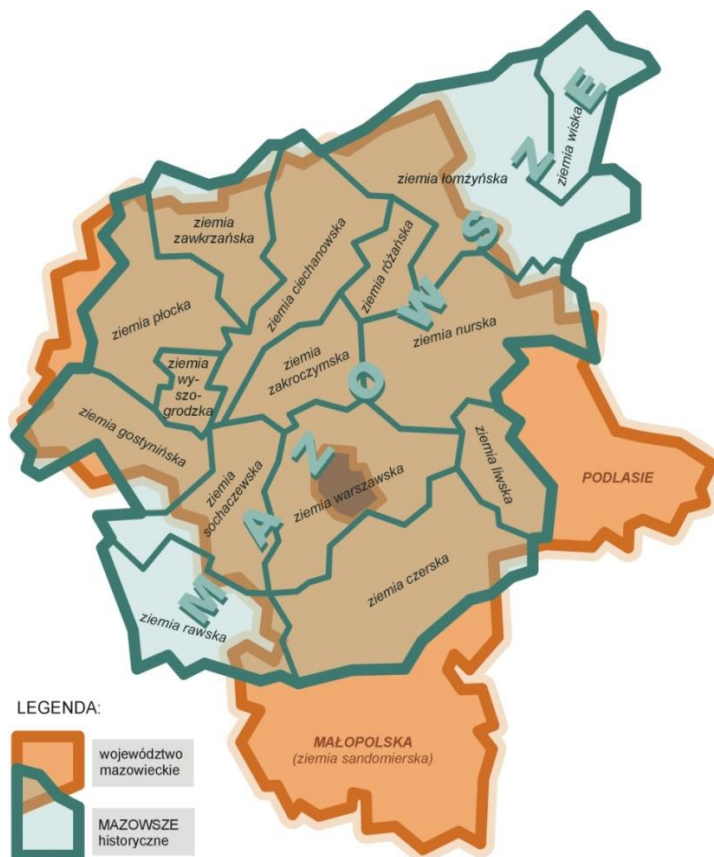 MAZOWSZE
ziemia wiska
ziemia łomżyńska
ziemia
zawkrzańska
ziemia ciechanowska
ziemia różańska
ziemia płocka
ziemia nurska
ziemia
zakroczymska
ziemia
wy-
szo-
grodzka
ziemia gostynińska
ziemia
sochaczewska
ziemia warszawska
ziemia liwska
PODLASIE
ziemia czerska
ziemia rawska
MAŁOPOLSKA
(ziemia sandomierska)
LEGENDA:
województwo
mazowieckie
MAZOWSZE
historyczne